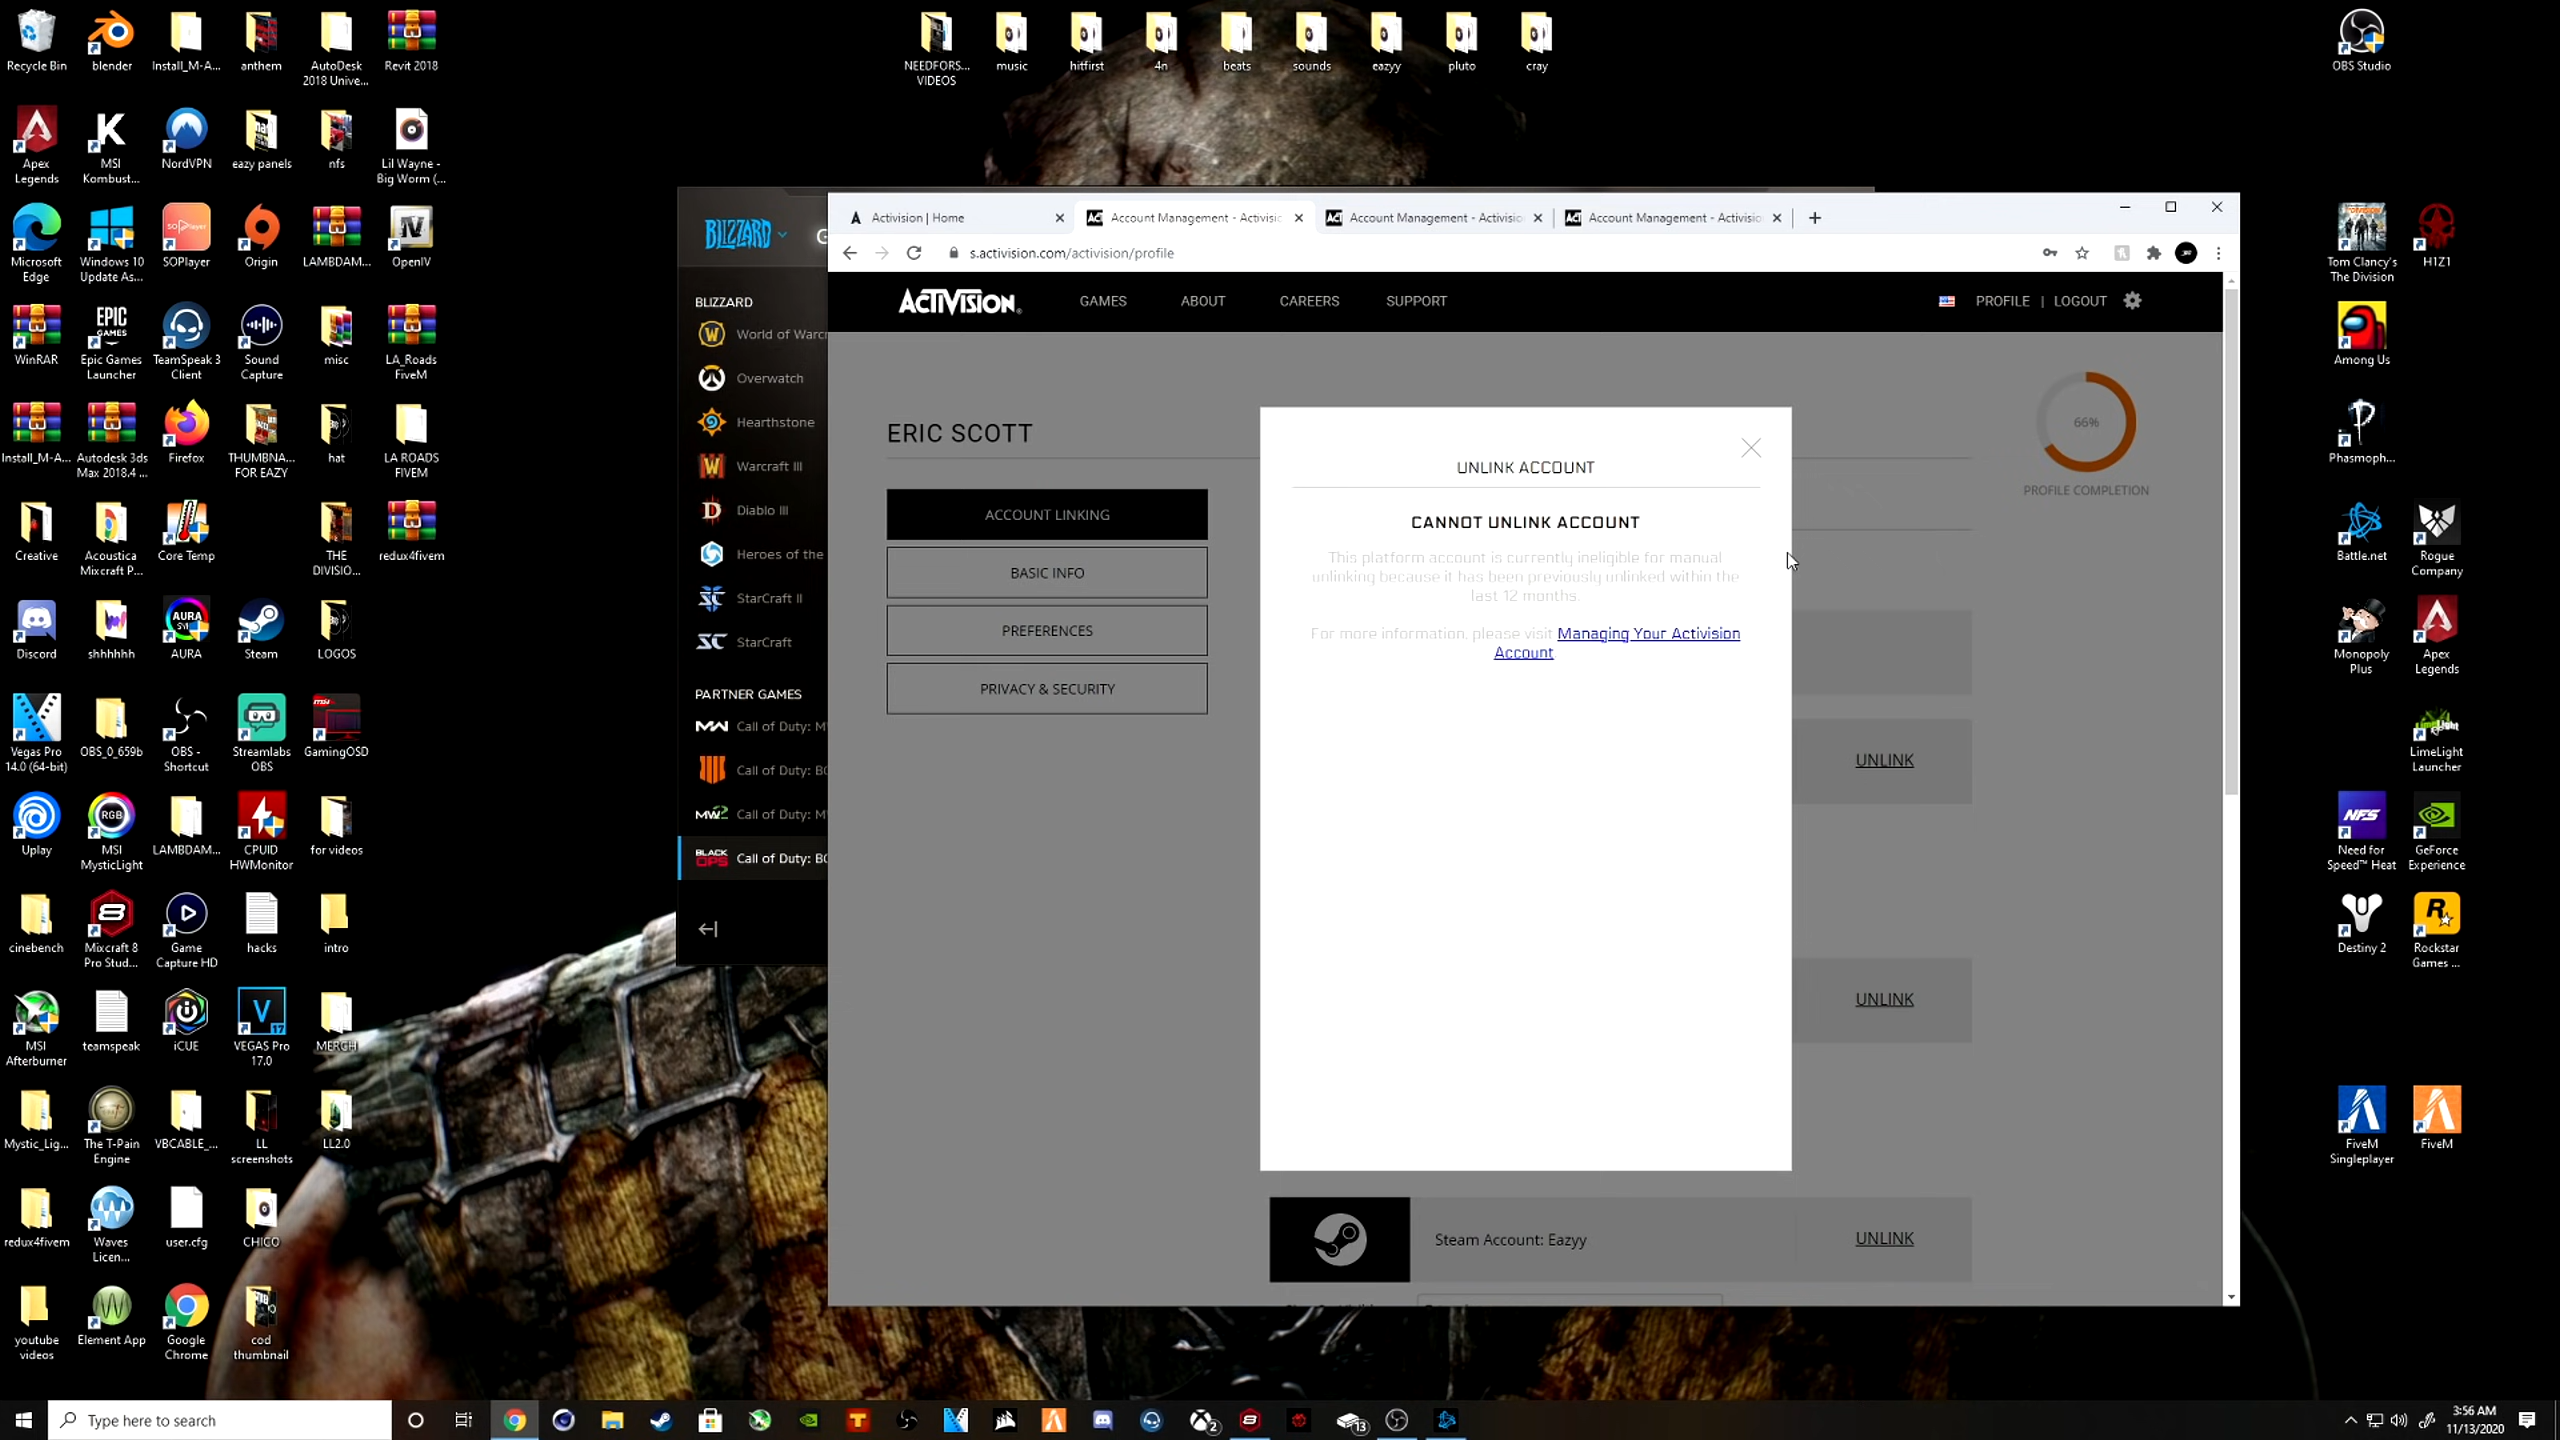 Recycle Bin
blender
Install_M-A...
anthem
AutoDesk
2018 Unive...
Revit 2018
NEEDFORS...
VIDEOS
music
hitfirst
4n
beats
sounds
eazyy
pluto
cray
OBS Studio
Apex
Legends
MSI
Kombust...
NordVPN
eazy panels
nfs
Lil Wayne -
Big Worm (...
Microsoft
Edge
Windows 10
Update As...
SOPlayer
Origin
LAMBDAM...
OpenIV
Tom Clancy's
The Division
H1Z1
WinRAR
Epic Games
Launcher
TeamSpeak 3
Client
Sound
Capture
misc
LA_Roads
FiveM
Among Us
Install_M-A...
Autodesk 3ds
Max 2018.4 ...
Firefox
THUMBNA...
FOR EAZY
hat
LA ROADS
FIVEM
Phasmoph...
Creative
Acoustica
Mixcraft P...
Core Temp
THE
DIVISIO...
redux4fivem
Battle.net
Rogue
Company
Discord
shhhhhh
AURA
Steam
LOGOS
Monopoly
Plus
Apex
Legends
Vegas Pro
14.0 (64-bit)
OBS_0_659b
OBS -
Shortcut
Streamlabs
OBS
GamingOSD
LimeLight
Launcher
Uplay
MSI
MysticLight
LAMBDAM...
CPUID
HWMonitor
for videos
Need for
Speed™ Heat
GeForce
Experience
cinebench
Mixcraft 8
Pro Stud...
Game
Capture HD
hacks
intro
Destiny 2
Rockstar
Games ...
MSI
Afterburner
teamspeak
iCUE
VEGAS Pro
17.0
MERCH
Mystic_Lig...
The T-Pain
Engine
VBCABLE_...
LL
screenshots
LL2.0
FiveM
Singleplayer
FiveM
redux4fivem
Waves
Licen...
user.cfg
CHICO
youtube
videos
Element App
Google
Chrome
cod
thumbnail
BLIZZARD
G
BLIZZARD
World of Warc
Overwatch
Hearthstone
Warcraft III
Diablo III
Heroes of the
StarCraft II
StarCraft
PARTNER GAMES
Call of Duty: M
Call of Duty: BO
Call of Duty: M
Call of Duty: BO
Activision | Home
Account Management - Activisio
Account Management - Activisio
Account Management - Activisio
s.activision.com/activision/profile
ACTIVISION
GAMES
ABOUT
CAREERS
SUPPORT
PROFILE | LOGOUT
ERIC SCOTT
66%
PROFILE COMPLETION
ACCOUNT LINKING
BASIC INFO
PREFERENCES
PRIVACY & SECURITY
UNLINK ACCOUNT
CANNOT UNLINK ACCOUNT
This platform account is currently ineligible for manual
unlinking because it has been previously unlinked within the
last 12 months.
For more information, please visit Managing Your Activision
Account
UNLINK
UNLINK
Steam Account: Eazyy
UNLINK
Type here to search
2
13
3:56 AM
11/13/2020